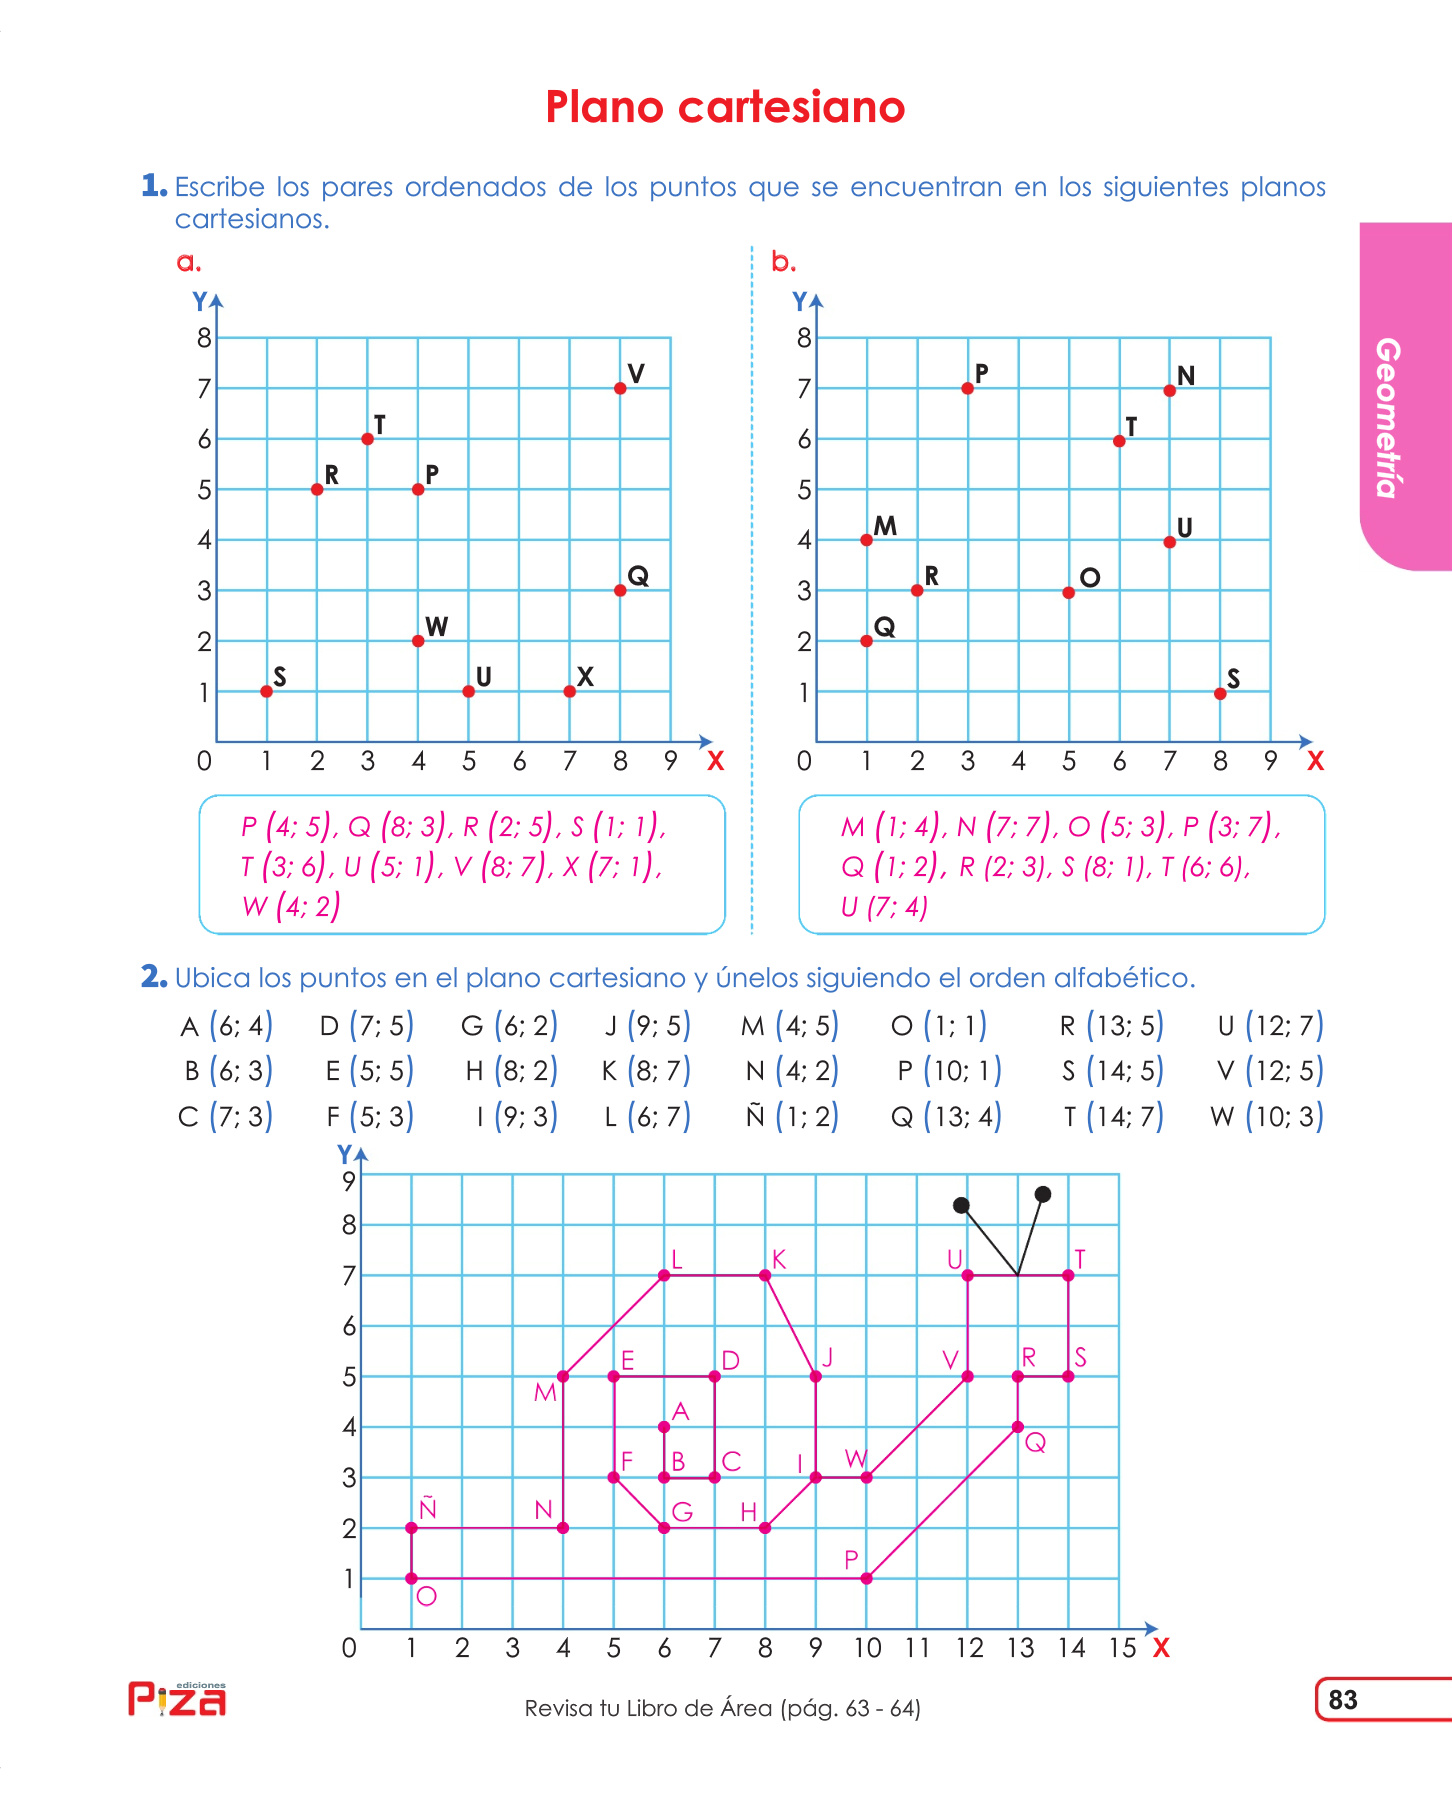 Plano cartesiano
1. Escribe los pares ordenados de los puntos que se encuentran en los siguientes planos
cartesianos.
a.
Y
8
7
6
5
4
3
2
1
0 1 2 3 4 5 6 7 8 9 X
V
T
R P
Q
W
S U X
P (4; 5), Q (8; 3), R (2; 5), S (1; 1),
T (3; 6), U (5; 1), V (8; 7), X (7; 1),
W (4; 2)
b.
Y
8
7
6
5
4
3
2
1
0 1 2 3 4 5 6 7 8 9 X
P N
T
M U
R O
Q
S
M (1; 4), N (7; 7), O (5; 3), P (3; 7),
Q (1; 2), R (2; 3), S (8; 1), T (6; 6),
U (7; 4)
Geometría
2. Ubica los puntos en el plano cartesiano y únelos siguiendo el orden alfabético.
A (6; 4) D (7; 5) G (6; 2) J (9; 5) M (4; 5) O (1; 1) R (13; 5) U (12; 7)
B (6; 3) E (5; 5) H (8; 2) K (8; 7) N (4; 2) P (10; 1) S (14; 5) V (12; 5)
C (7; 3) F (5; 3) I (9; 3) L (6; 7) Ñ (1; 2) Q (13; 4) T (14; 7) W (10; 3)
Y
9
8
7
6
5
4
3
2
1
0 1 2 3 4 5 6 7 8 9 10 11 12 13 14 15 X
L K U T
E D J V R S
M
A
Q
F B C I W
Ñ N G H
P
O
ediciones
Piza
Revisa tu Libro de Área (pág. 63 - 64)
83